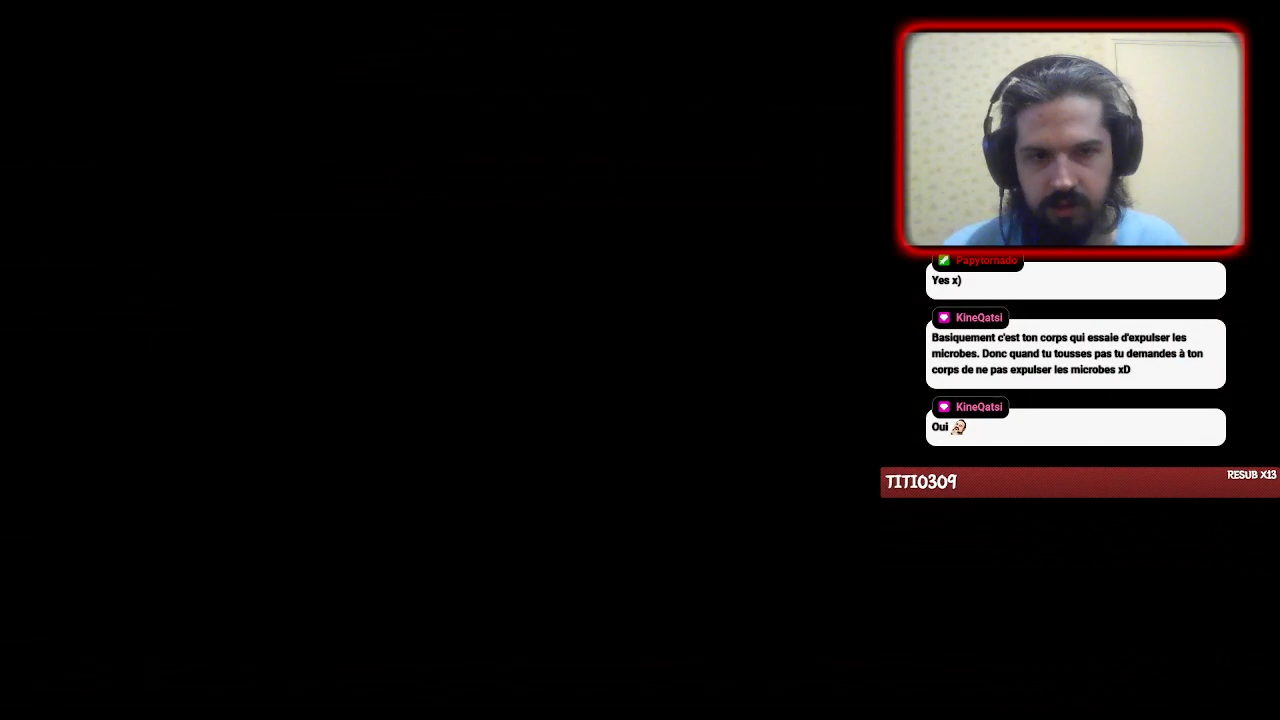 Papytornado
Yes x)
KineQatsi
Basiquement c'est ton corps qui essaie d'expulser les
microbes. Donc quand tu tousses pas tu demandes à ton
corps de ne pas expulser les microbes xD
KineQatsi
Oui
TITI0309
RESUB X13